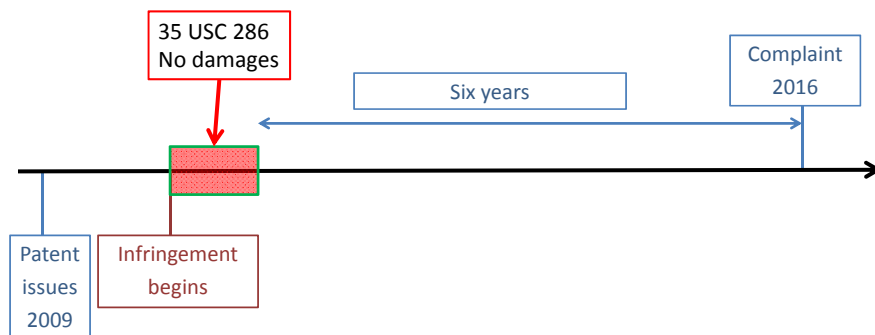 35 USC 286
No damages
Six years
Complaint
2016
Patent
issues
2009
Infringement
begins